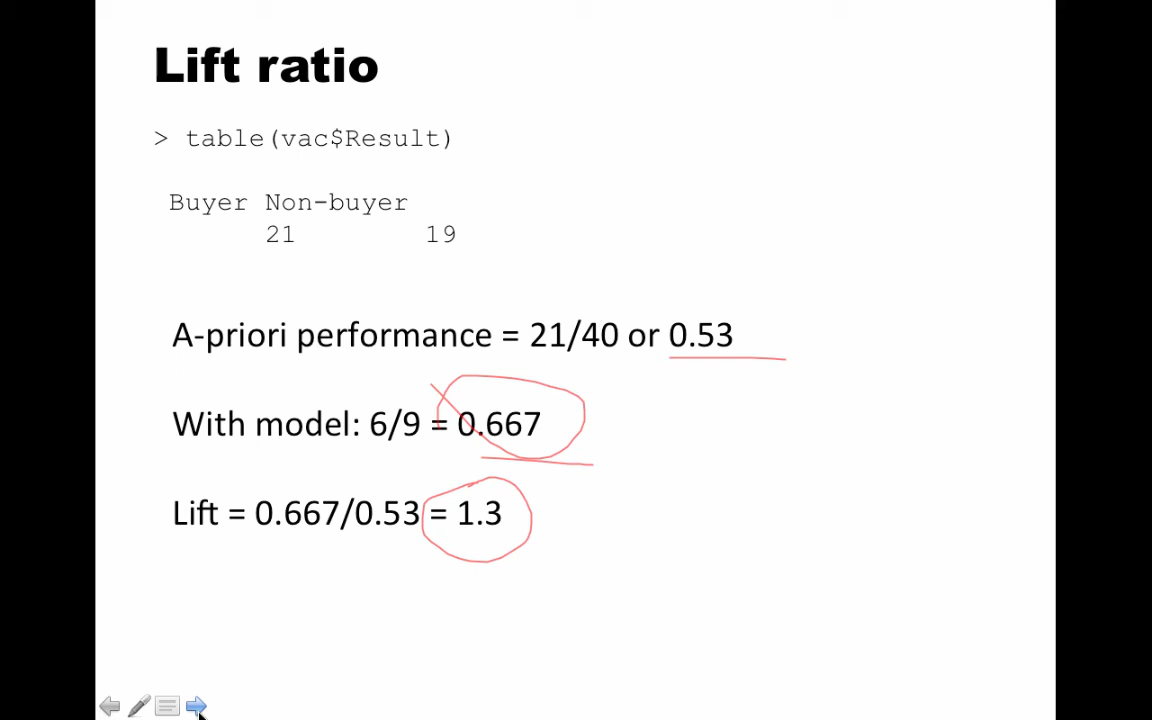 Lift ratio
> table(vac$Result)
Buyer Non-buyer
21 19
A-priori performance = 21/40 or 0.53
With model: 6/9 = 0.667
Lift = 0.667/0.53 = 1.3